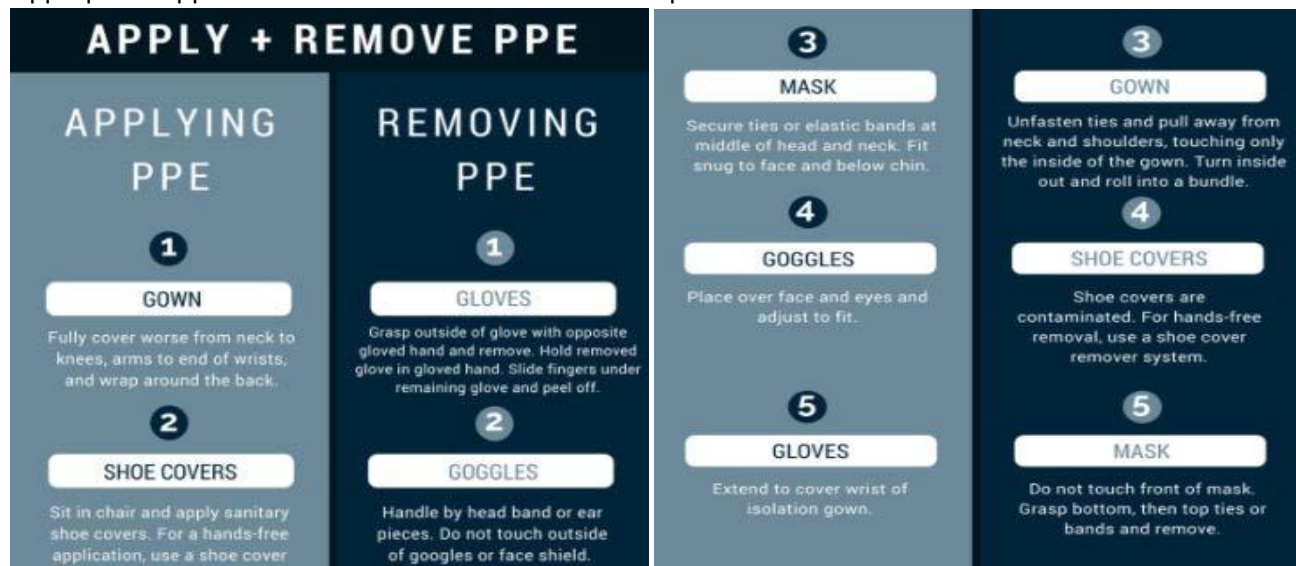 APPLY + REMOVE PPE
APPLYING
PPE
1
GOWN
Fully cover worse from neck to
knees, arms to end of wrists,
and wrap around the back.
2
SHOE COVERS
Sit in chair and apply sanitary
shoe covers. For a hands-free
application, use a shoe cover
REMOVING
PPE
1
GLOVES
Grasp outside of glove with opposite
gloved hand and remove. Hold removed
glove in gloved hand. Slide fingers under
remaining glove and peel off.
2
GOGGLES
Handle by head band or ear
pieces. Do not touch outside
of googles or face shield.
3
MASK
Secure ties or elastic bands at
middle of head and neck. Fit
snug to face and below chin.
4
GOGGLES
Place over face and eyes and
adjust to fit.
5
GLOVES
Extend to cover wrist of
isolation gown.
3
GOWN
Unfasten ties and pull away from
neck and shoulders, touching only
the inside of the gown. Turn inside
out and roll into a bundle.
4
SHOE COVERS
Shoe covers are
contaminated. For hands-free
removal, use a shoe cover
remover system.
5
MASK
Do not touch front of mask.
Grasp bottom, then top ties or
bands and remove.